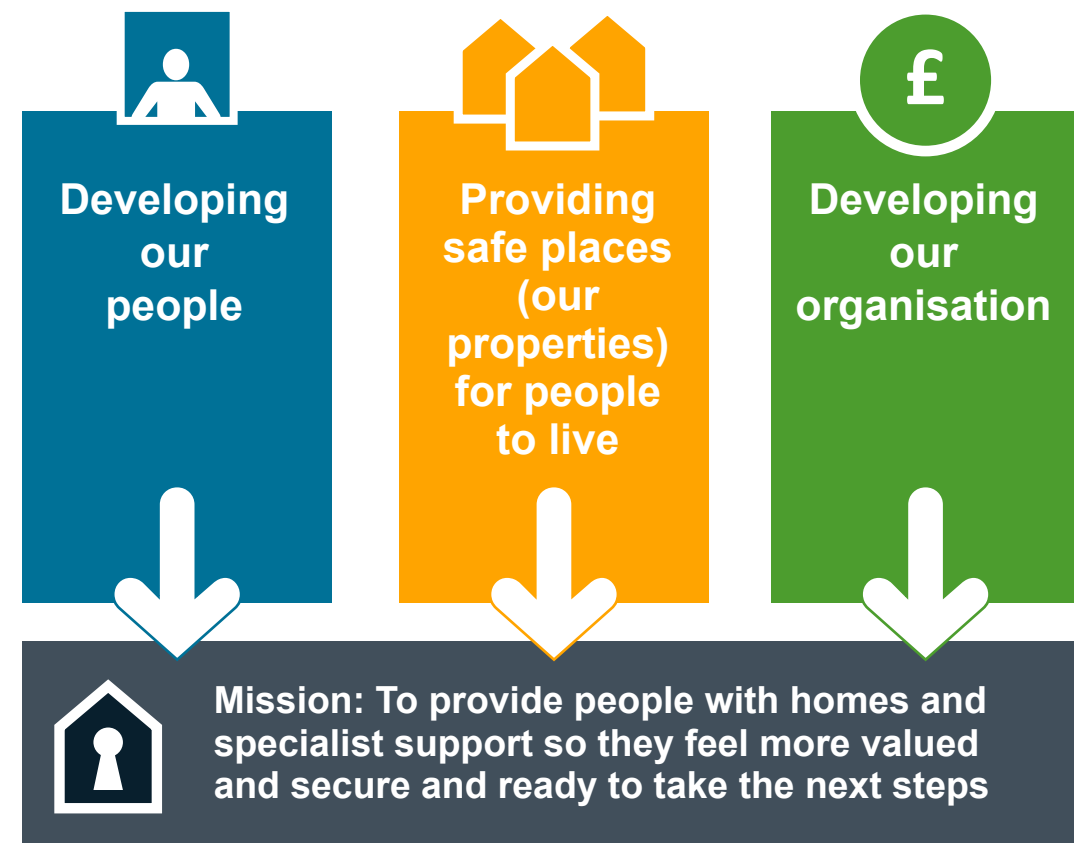 Developing
our
people
Providing
safe places
(our
properties)
for people
to live
£
Developing
our
organisation
Mission: To provide people with homes and
specialist support so they feel more valued
and secure and ready to take the next steps